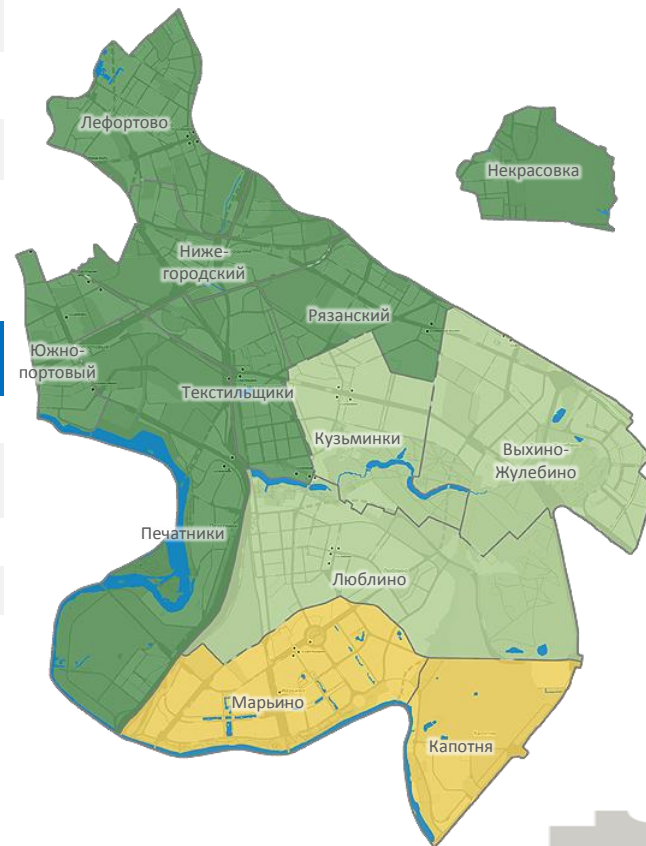 Лефортово
Некрасовка
Ниже-
городский
Рязанский
Южно-
портовый
Текстильщики
Кузьминки
Выхино-
Жулебино
Печатники
Люблино
Марьино
Капотня